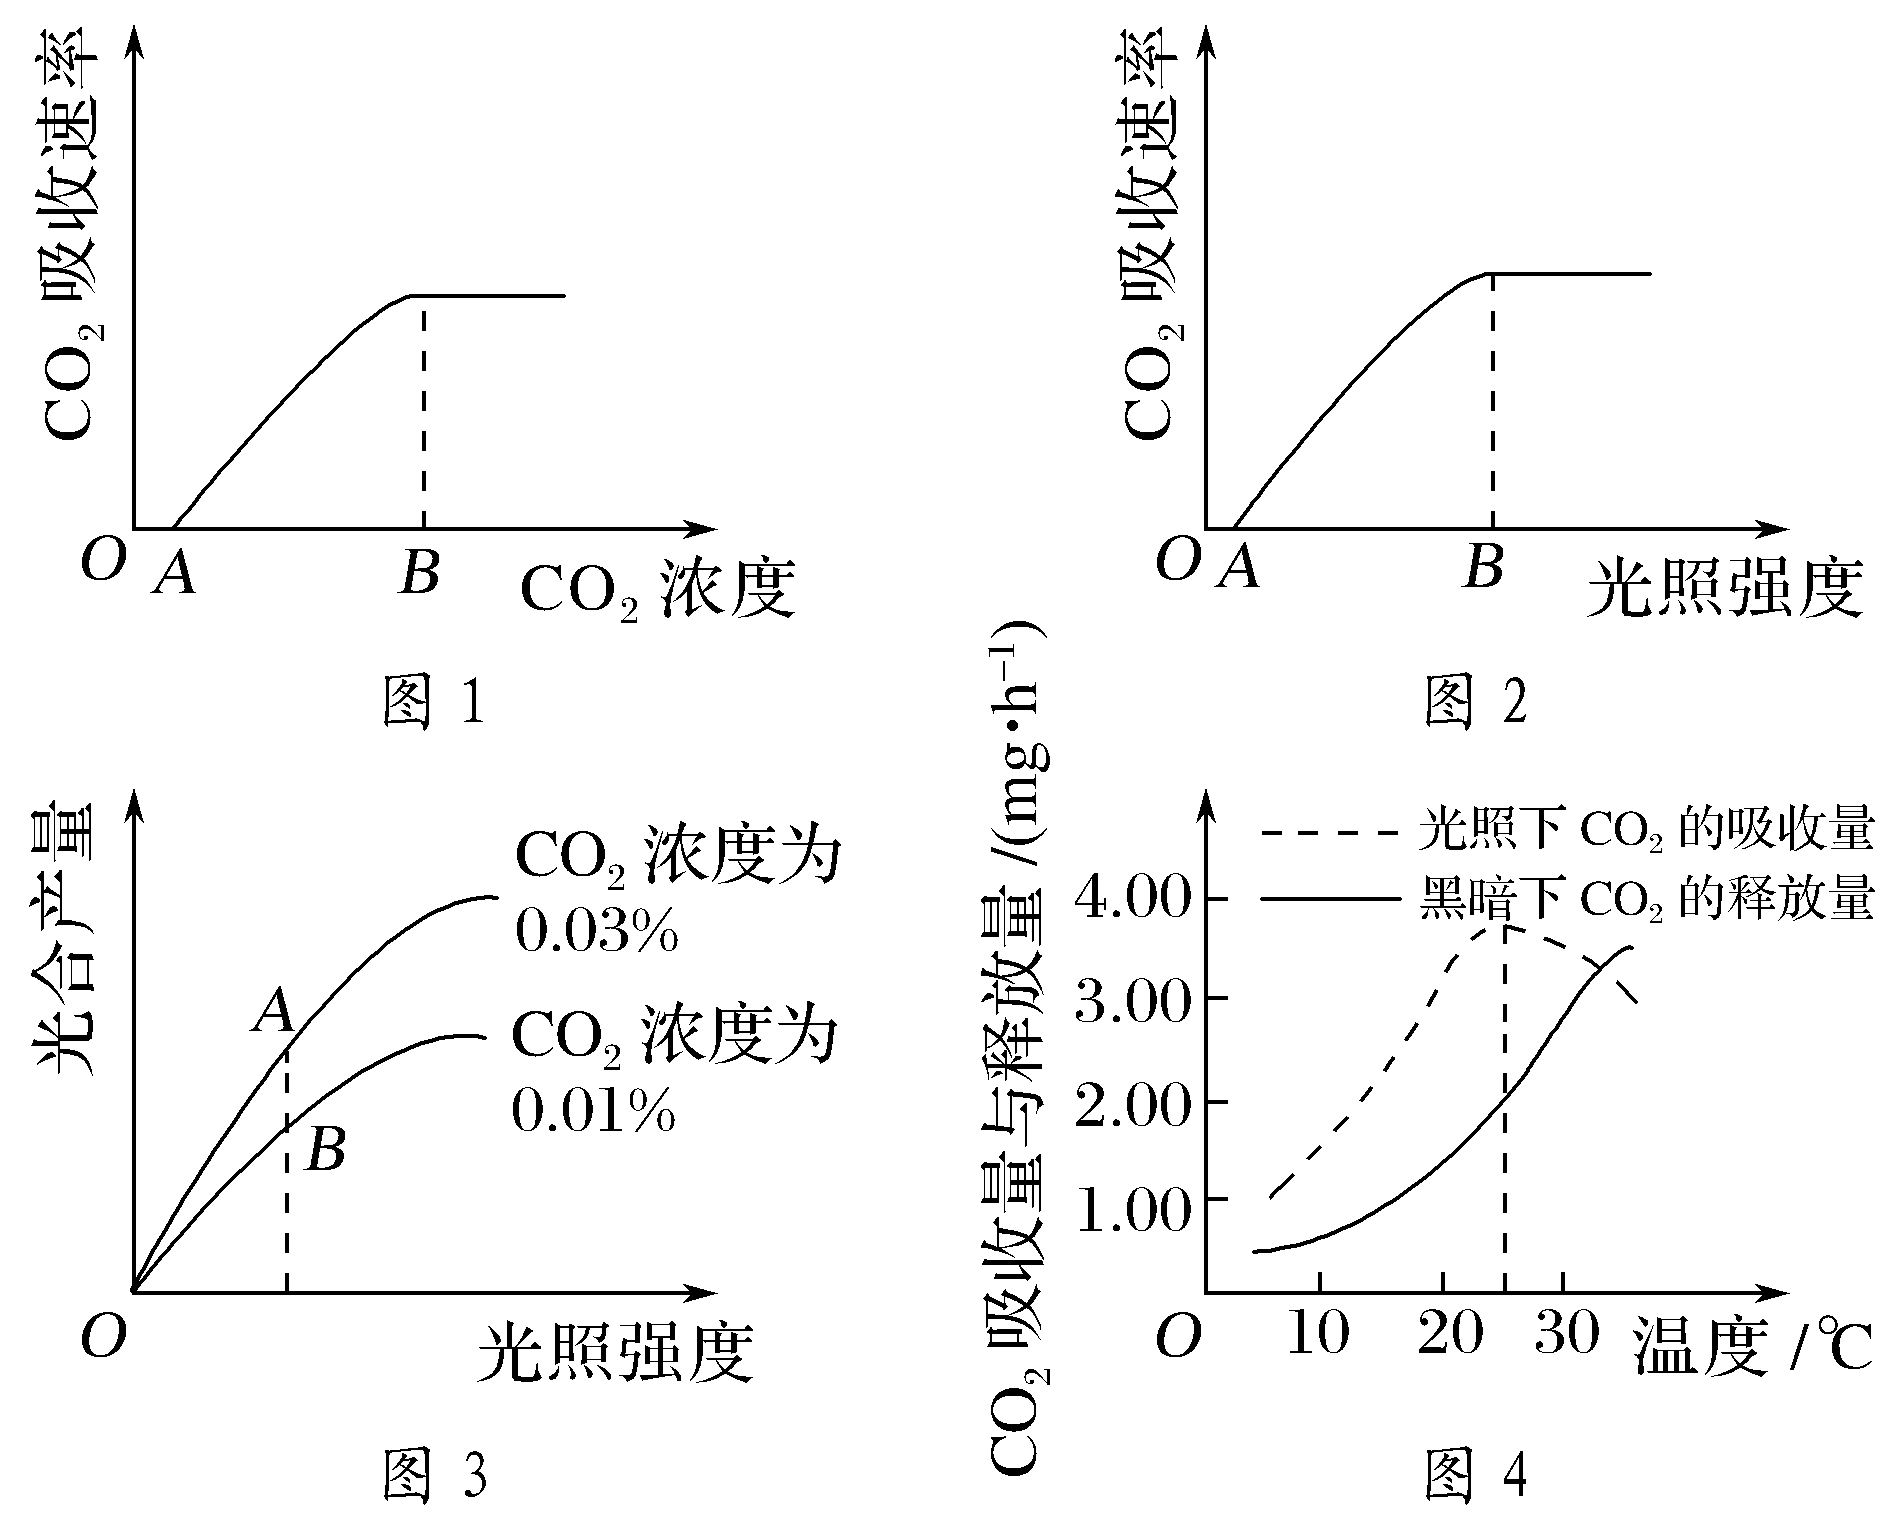 CO₂ 吸收速率
O A B CO₂ 浓度
图 1
CO₂ 吸收速率
O A B 光照强度
图 2
光合产量
CO₂ 浓度为
0.03%
A
CO₂ 浓度为
0.01%
B
O
光照强度
图 3
CO₂ 吸收量与释放量 /(mg·h⁻¹)
光照下 CO₂ 的吸收量
黑暗下 CO₂ 的释放量
4.00
3.00
2.00
1.00
O 10 20 30 温度 /℃
图 4